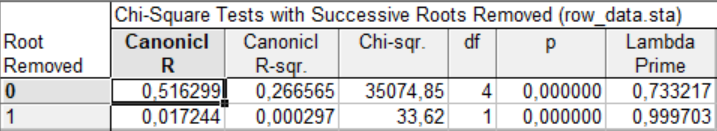 Chi-Square Tests with Successive Roots Removed (row_data.sta)
Root Removed Canonicl R Canonicl R-sqr. Chi-sqr. df p Lambda Prime
0 0,516299 0,266565 35074,85 4 0,000000 0,733217
1 0,017244 0,000297 33,62 1 0,000000 0,999703